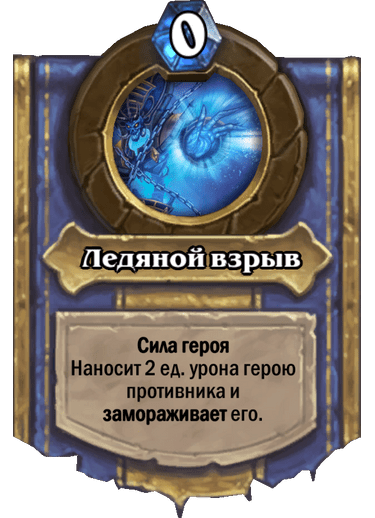 0
Ледяной взрыв
Сила героя
Наносит 2 ед. урона герою
противника и
замораживает его.